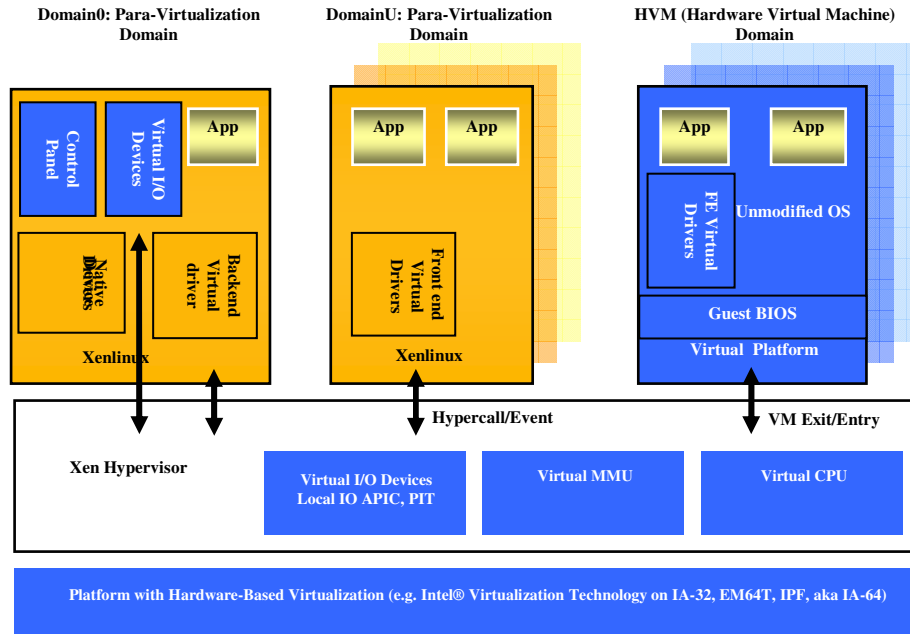 Domain0: Para-Virtualization
Domain
DomainU: Para-Virtualization
Domain
HVM (Hardware Virtual Machine)
Domain
Control
Panel
Virtual I/O
Devices
App
Native
Backend
Virtual
driver
Xenlinux
App
App
Front end
Virtual
Drivers
Xenlinux
App
App
FE Virtual
Drivers
Unmodified OS
Guest BIOS
Virtual Platform
Hypercall/Event
VM Exit/Entry
Xen Hypervisor
Virtual I/O Devices
Local IO APIC, PIT
Virtual MMU
Virtual CPU
Platform with Hardware-Based Virtualization (e.g. Intel® Virtualization Technology on IA-32, EM64T, IPF, aka IA-64)